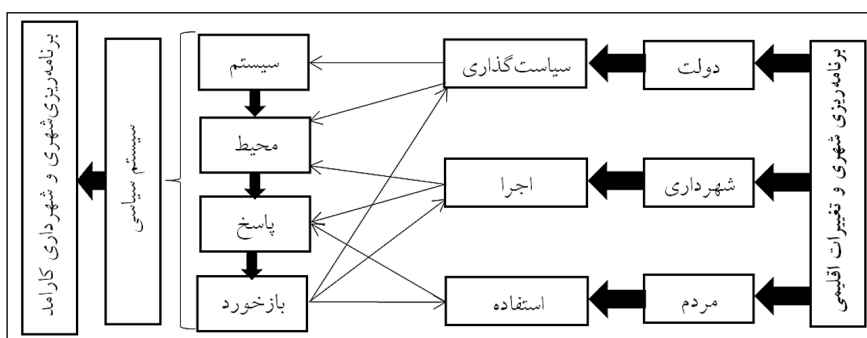 برنامه‌ریزی شهری و تغییرات اقلیمی
دولت
سیاست‌گذاری
سیستم
شهرداری
اجرا
محیط
پاسخ
مردم
استفاده
بازخورد
سیستم سیاسی
برنامه‌ریزی‌شهری و شهرداری کارامد